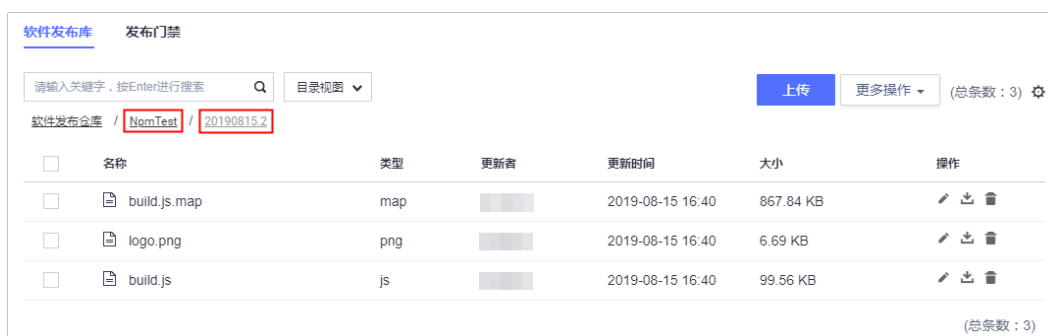 软件发布库 发布门禁
请输入关键字，按Enter进行搜索 目录视图 上传 更多操作 (总条数：3)
软件发布仓库 / NpmTest / 20190815.2
名称 类型 更新者 更新时间 大小 操作
build.js.map map 2019-08-15 16:40 867.84 KB
logo.png png 2019-08-15 16:40 6.69 KB
build.js js 2019-08-15 16:40 99.56 KB
(总条数：3)